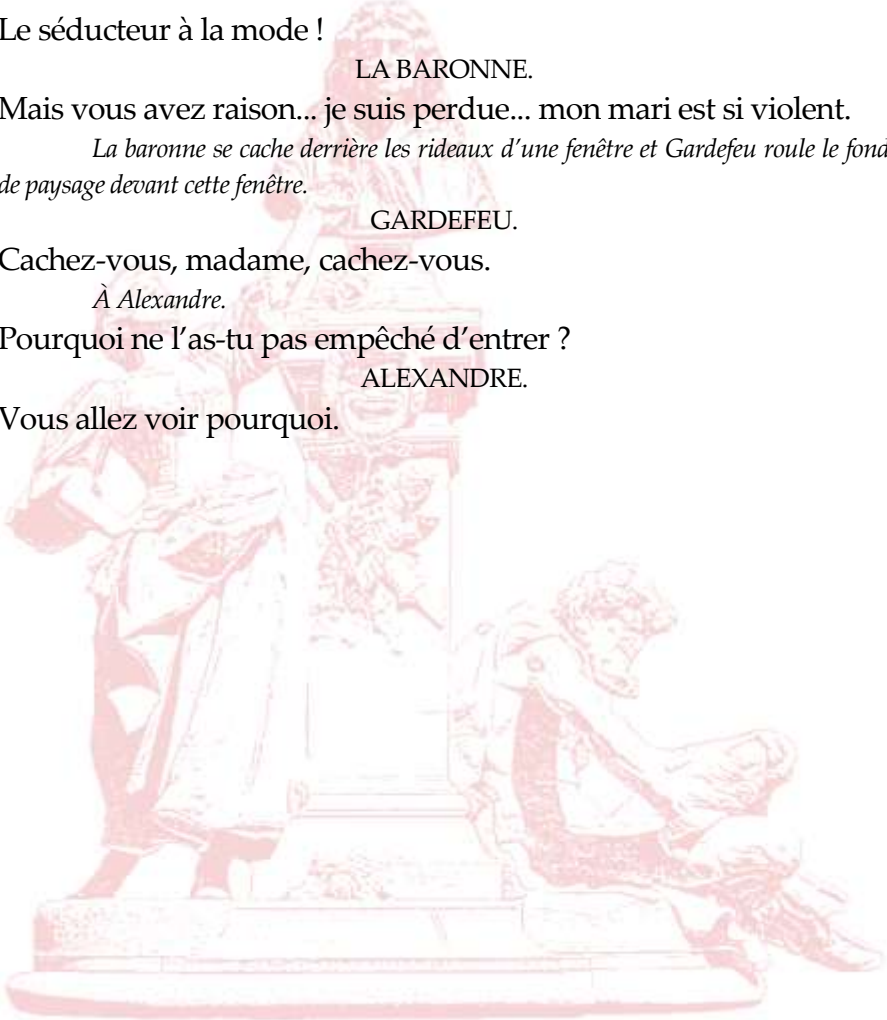 Le séducteur à la mode !
LA BARONNE.
Mais vous avez raison... je suis perdue... mon mari est si violent.
La baronne se cache derrière les rideaux d’une fenêtre et Gardefeu roule le fond
de paysage devant cette fenêtre.
GARDEFEU.
Cachez-vous, madame, cachez-vous.
À Alexandre.
Pourquoi ne l’as-tu pas empêché d’entrer ?
ALEXANDRE.
Vous allez voir pourquoi.